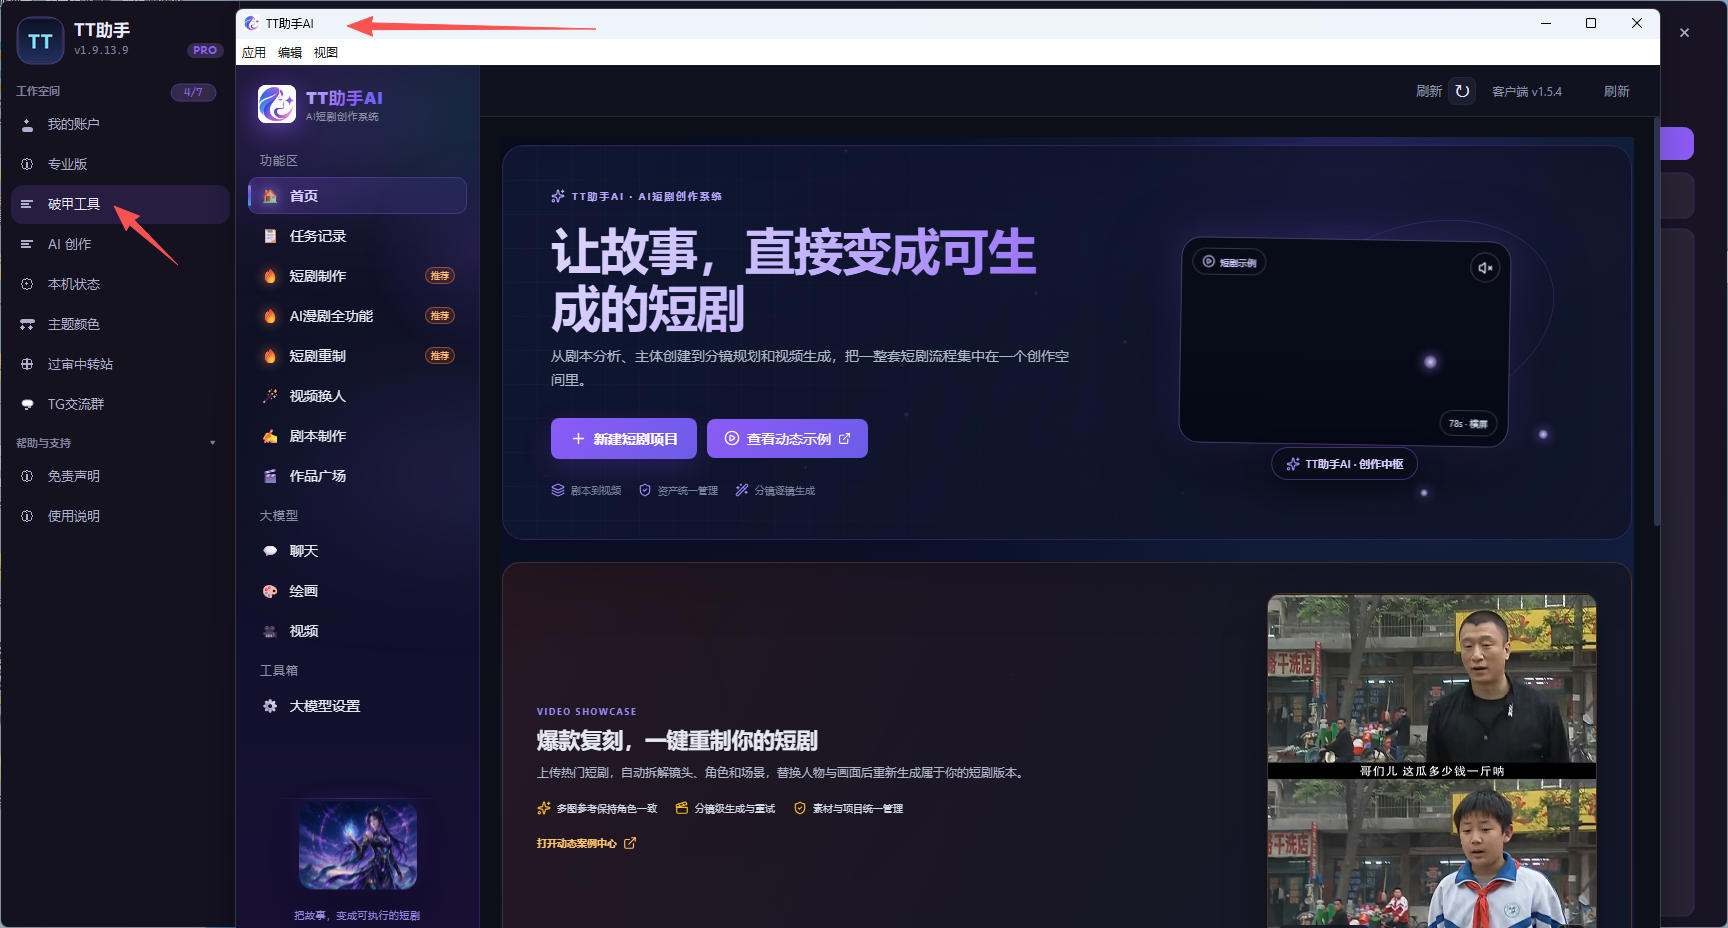 TT
TT助手
v1.9.13.9
PRO
工作空间
4/7
我的账户
专业版
破甲工具
AI 创作
本机状态
主题颜色
过审中转站
TG交流群
帮助与支持
免责声明
使用说明
TT助手AI
应用 编辑 视图
TT助手AI
AI短剧创作系统
功能区
首页
任务记录
短剧制作 推荐
AI漫剧全功能 推荐
短剧重制 推荐
视频换人
剧本制作
作品广场
大模型
聊天
绘画
视频
工具箱
大模型设置
把故事，变成可执行的短剧
刷新 客户端 v1.5.4 刷新
TT助手AI · AI短剧创作系统
让故事，直接变成可生
成的短剧
从剧本分析、主体创建到分镜规划和视频生成，把一整套短剧流程集中在一个创作空
间里。
新建短剧项目 查看动态示例
剧本到视频 资产统一管理 分镜逐镜生成
短剧示例
78s · 横屏
TT助手AI · 创作中枢
VIDEO SHOWCASE
爆款复刻，一键重制你的短剧
上传热门短剧，自动拆解镜头、角色和场景，替换人物与画面后重新生成属于你的短剧版本。
多图参考保持角色一致 分镜级生成与重试 素材与项目统一管理
打开动态案例中心
干洗店
哥们儿 这瓜多少钱一斤呐
干洗店